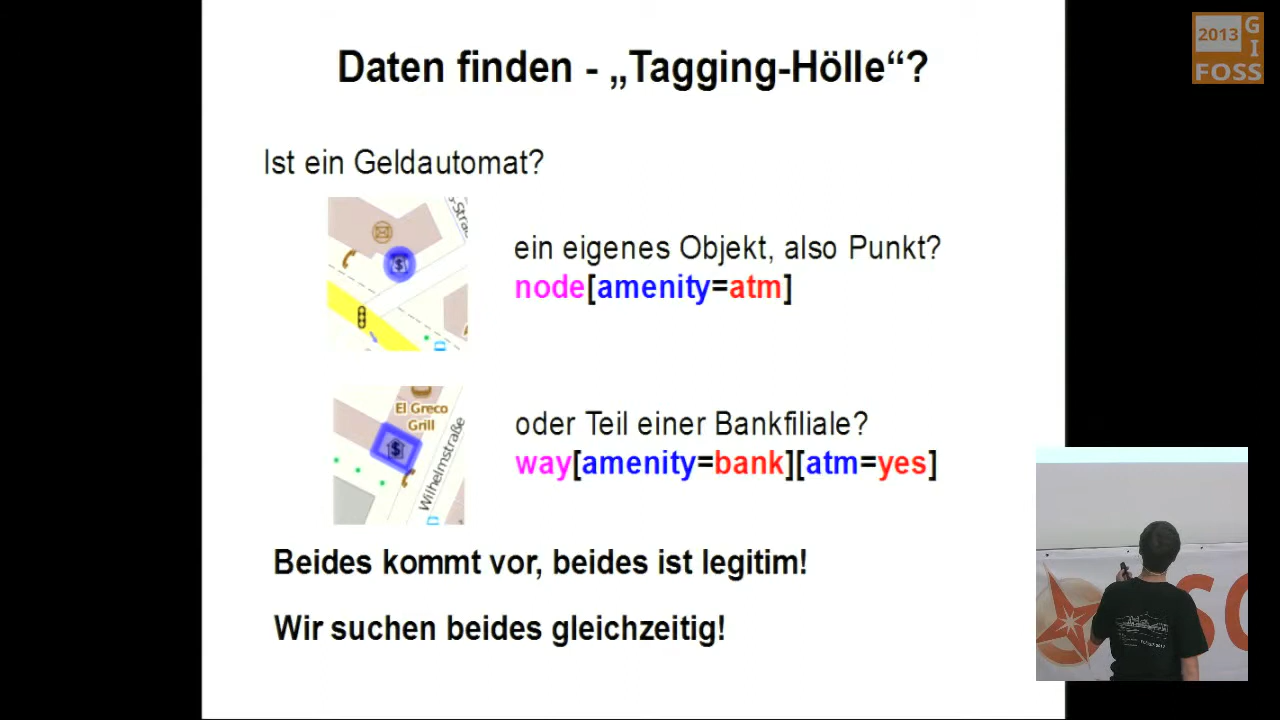 Daten finden - „Tagging-Hölle“?
2013
G
I
FOSS
Ist ein Geldautomat?
ein eigenes Objekt, also Punkt?
node[amenity=atm]
El Greco
Grill
Wilhelmstraße
oder Teil einer Bankfiliale?
way[amenity=bank][atm=yes]
Beides kommt vor, beides ist legitim!
Wir suchen beides gleichzeitig!